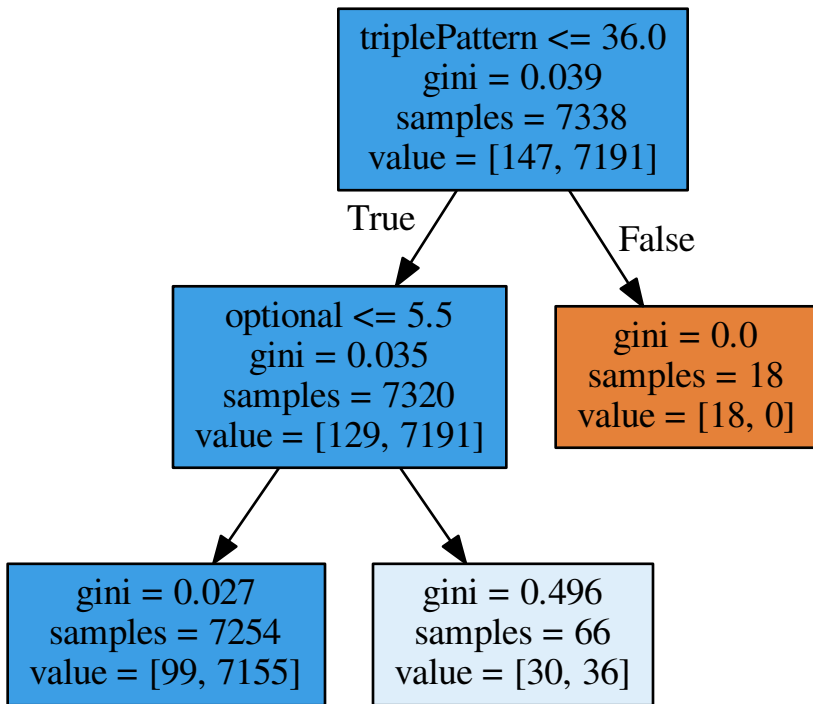 triplePattern <= 36.0
gini = 0.039
samples = 7338
value = [147, 7191]
True
False
optional <= 5.5
gini = 0.035
samples = 7320
value = [129, 7191]
gini = 0.0
samples = 18
value = [18, 0]
gini = 0.027
samples = 7254
value = [99, 7155]
gini = 0.496
samples = 66
value = [30, 36]